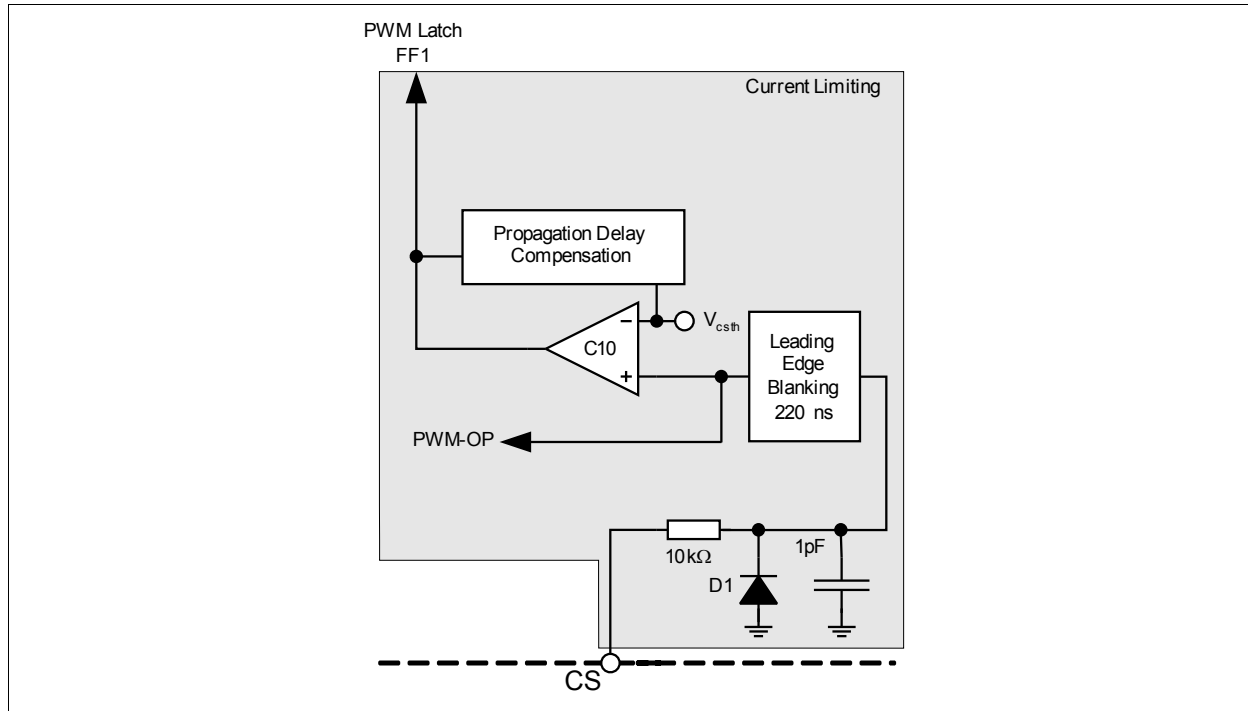 PWM Latch
FF1
Current Limiting
Propagation Delay
Compensation
−
V_csth
C10
+
Leading
Edge
Blanking
220 ns
PWM-OP
10kΩ
1pF
D1
CS